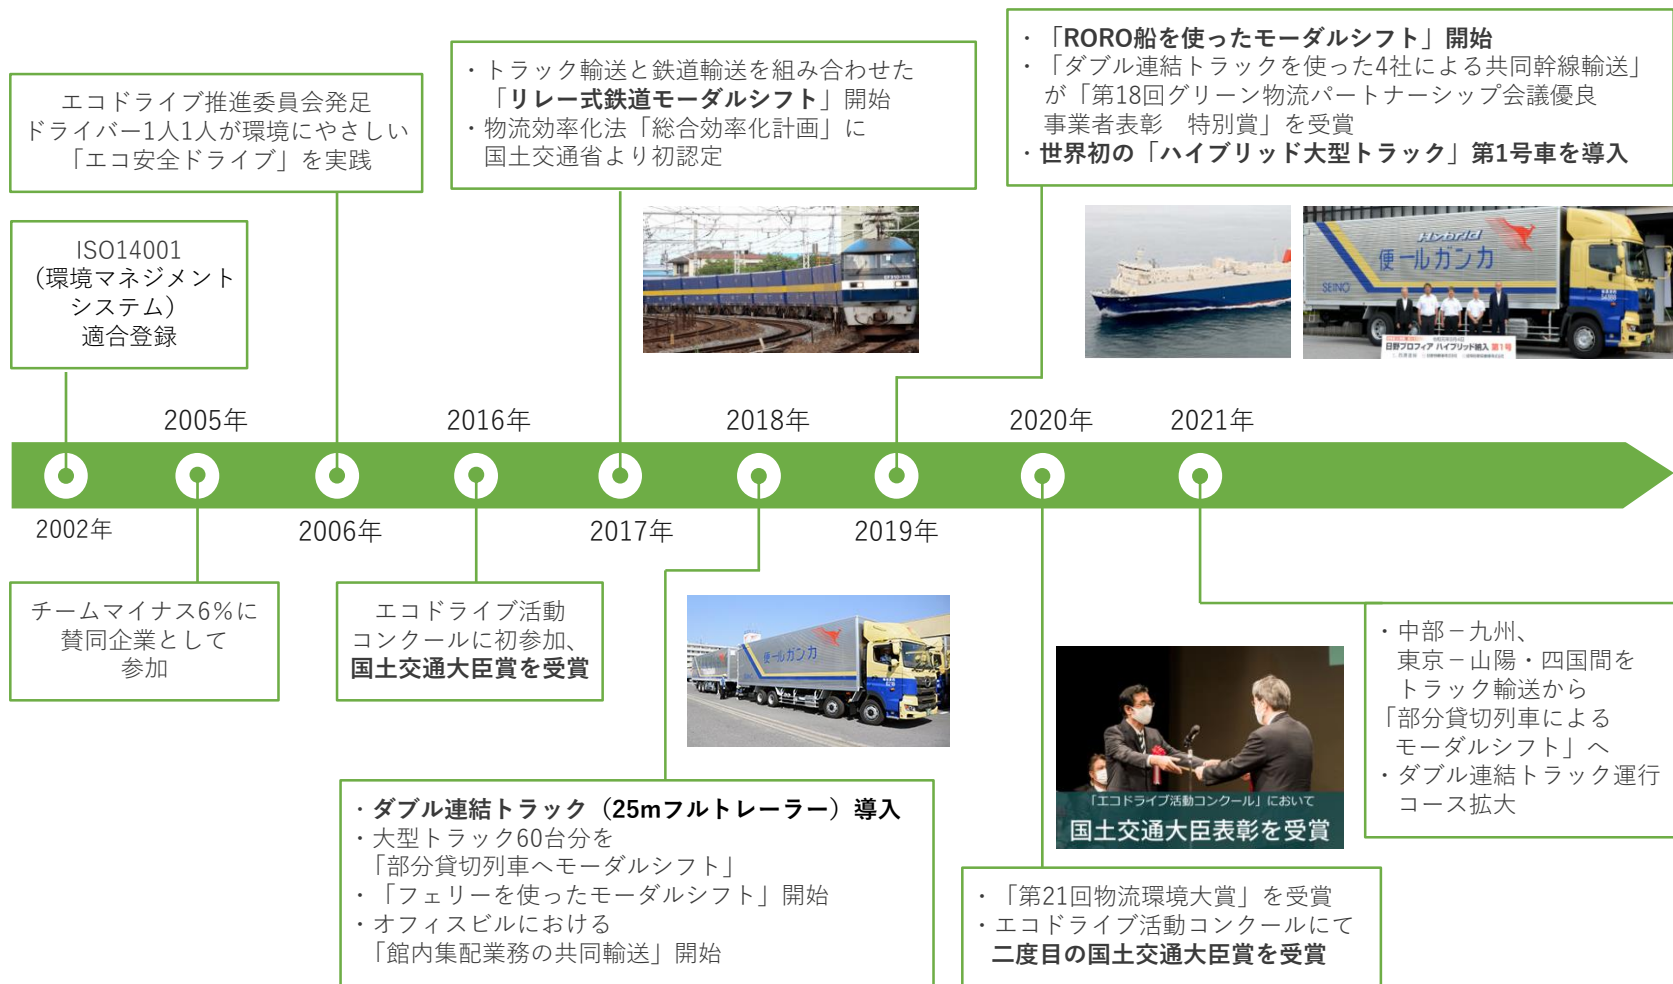 エコドライブ推進委員会発足
ドライバー1人1人が環境にやさしい
「エコ安全ドライブ」を実践
・トラック輸送と鉄道輸送を組み合わせた
「リレー式鉄道モーダルシフト」開始
・物流効率化法「総合効率化計画」に
国土交通省より初認定
・「RORO船を使ったモーダルシフト」開始
・「ダブル連結トラックを使った4社による共同幹線輸送」
が「第18回グリーン物流パートナーシップ会議優良
事業者表彰　特別賞」を受賞
・世界初の「ハイブリッド大型トラック」第1号車を導入
ISO14001
（環境マネジメント
システム）
適合登録
Hybrid
便ールガンカ
SEINO
日野プロフィア ハイブリッド納入 第1号
2005年
2016年
2018年
2020年
2021年
2002年
2006年
2017年
2019年
チームマイナス6%に
賛同企業として
参加
エコドライブ活動
コンクールに初参加、
国土交通大臣賞を受賞
便ールガンカ
SEINO
・ダブル連結トラック（25mフルトレーラー）導入
・大型トラック60台分を
「部分貸切列車へモーダルシフト」
・「フェリーを使ったモーダルシフト」開始
・オフィスビルにおける
「館内集配業務の共同輸送」開始
「エコドライブ活動コンクール」において
国土交通大臣表彰を受賞
・「第21回物流環境大賞」を受賞
・エコドライブ活動コンクールにて
二度目の国土交通大臣賞を受賞
・中部－九州、
東京－山陽・四国間を
トラック輸送から
「部分貸切列車による
モーダルシフト」へ
・ダブル連結トラック運行
コース拡大